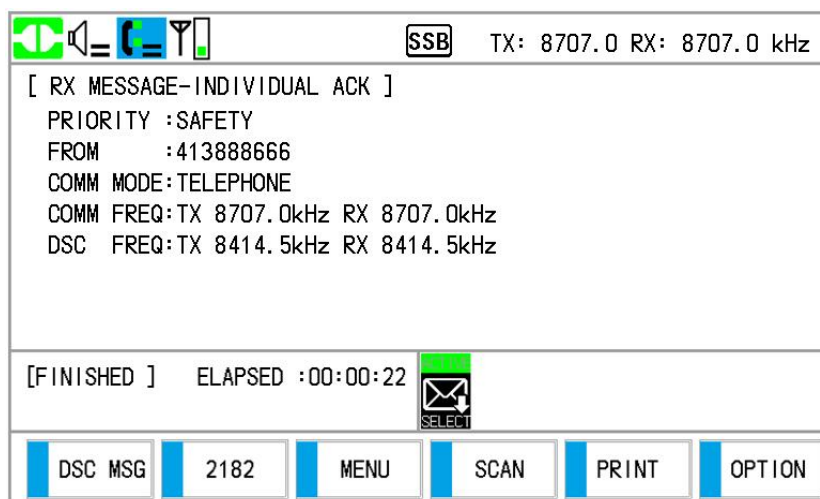 SSB TX: 8707.0 RX: 8707.0 kHz
[ RX MESSAGE-INDIVIDUAL ACK ]
PRIORITY :SAFETY
FROM :413888666
COMM MODE:TELEPHONE
COMM FREQ:TX 8707.0kHz RX 8707.0kHz
DSC FREQ:TX 8414.5kHz RX 8414.5kHz
[FINISHED ] ELAPSED :00:00:22
SELECT
DSC MSG 2182 MENU SCAN PRINT OPTION